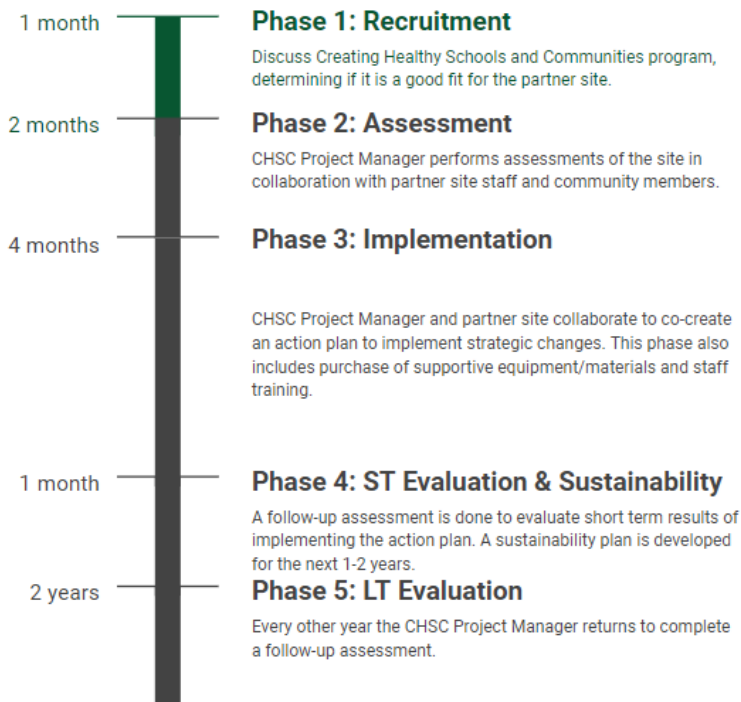 1 month
Phase 1: Recruitment
Discuss Creating Healthy Schools and Communities program,
determining if it is a good fit for the partner site.
2 months
Phase 2: Assessment
CHSC Project Manager performs assessments of the site in
collaboration with partner site staff and community members.
4 months
Phase 3: Implementation
CHSC Project Manager and partner site collaborate to co-create
an action plan to implement strategic changes. This phase also
includes purchase of supportive equipment/materials and staff
training.
1 month
Phase 4: ST Evaluation & Sustainability
A follow-up assessment is done to evaluate short term results of
implementing the action plan. A sustainability plan is developed
for the next 1-2 years.
2 years
Phase 5: LT Evaluation
Every other year the CHSC Project Manager returns to complete
a follow-up assessment.